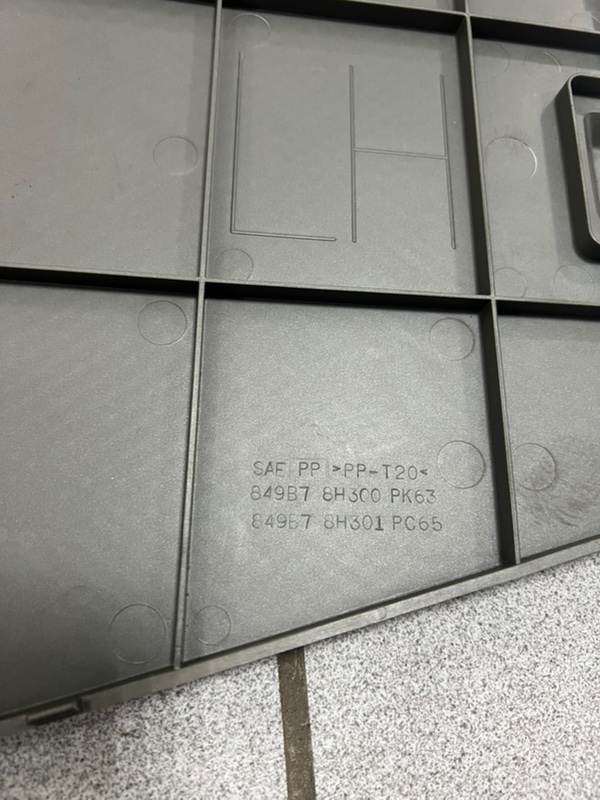 LH
SAE PP >PP-T20<
849B7 8H300 PK63
849B7 8H301 PC65